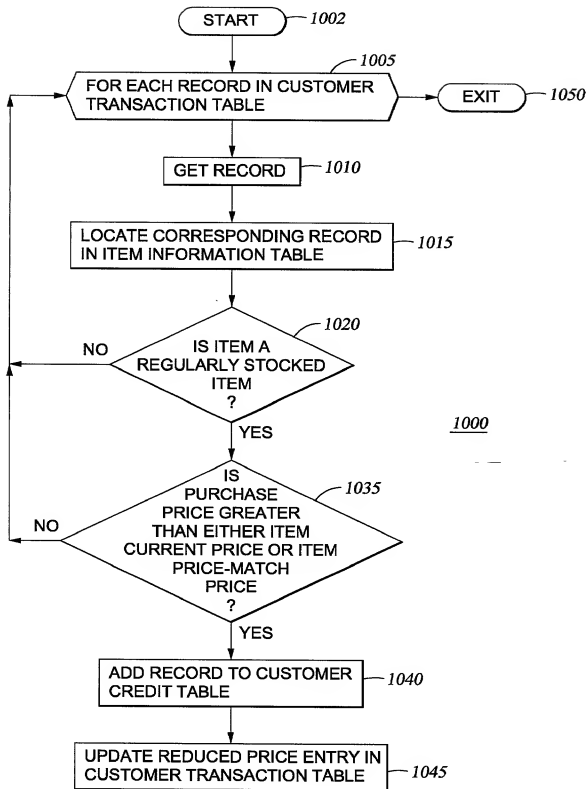 START
1002
1005
FOR EACH RECORD IN CUSTOMER
TRANSACTION TABLE
EXIT
1050
GET RECORD
1010
LOCATE CORRESPONDING RECORD
IN ITEM INFORMATION TABLE
1015
1020
NO
IS ITEM A
REGULARLY STOCKED
ITEM
?
YES
1000
1035
NO
IS
PURCHASE
PRICE GREATER
THAN EITHER ITEM
CURRENT PRICE OR ITEM
PRICE-MATCH
PRICE
?
YES
ADD RECORD TO CUSTOMER
CREDIT TABLE
1040
UPDATE REDUCED PRICE ENTRY IN
CUSTOMER TRANSACTION TABLE
1045